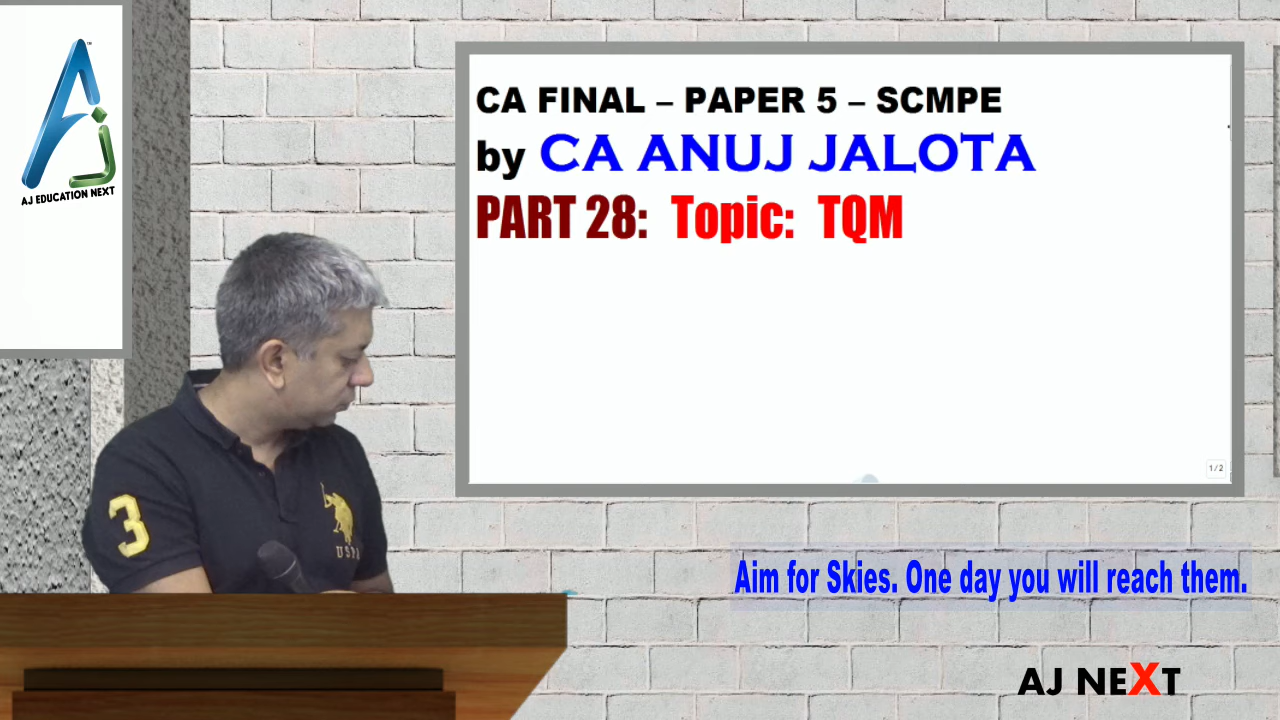 AJ EDUCATION NEXT
CA FINAL – PAPER 5 – SCMPE
by CA ANUJ JALOTA
PART 28: Topic: TQM
1/2
3
USPA
Aim for Skies. One day you will reach them.
AJ NEXT